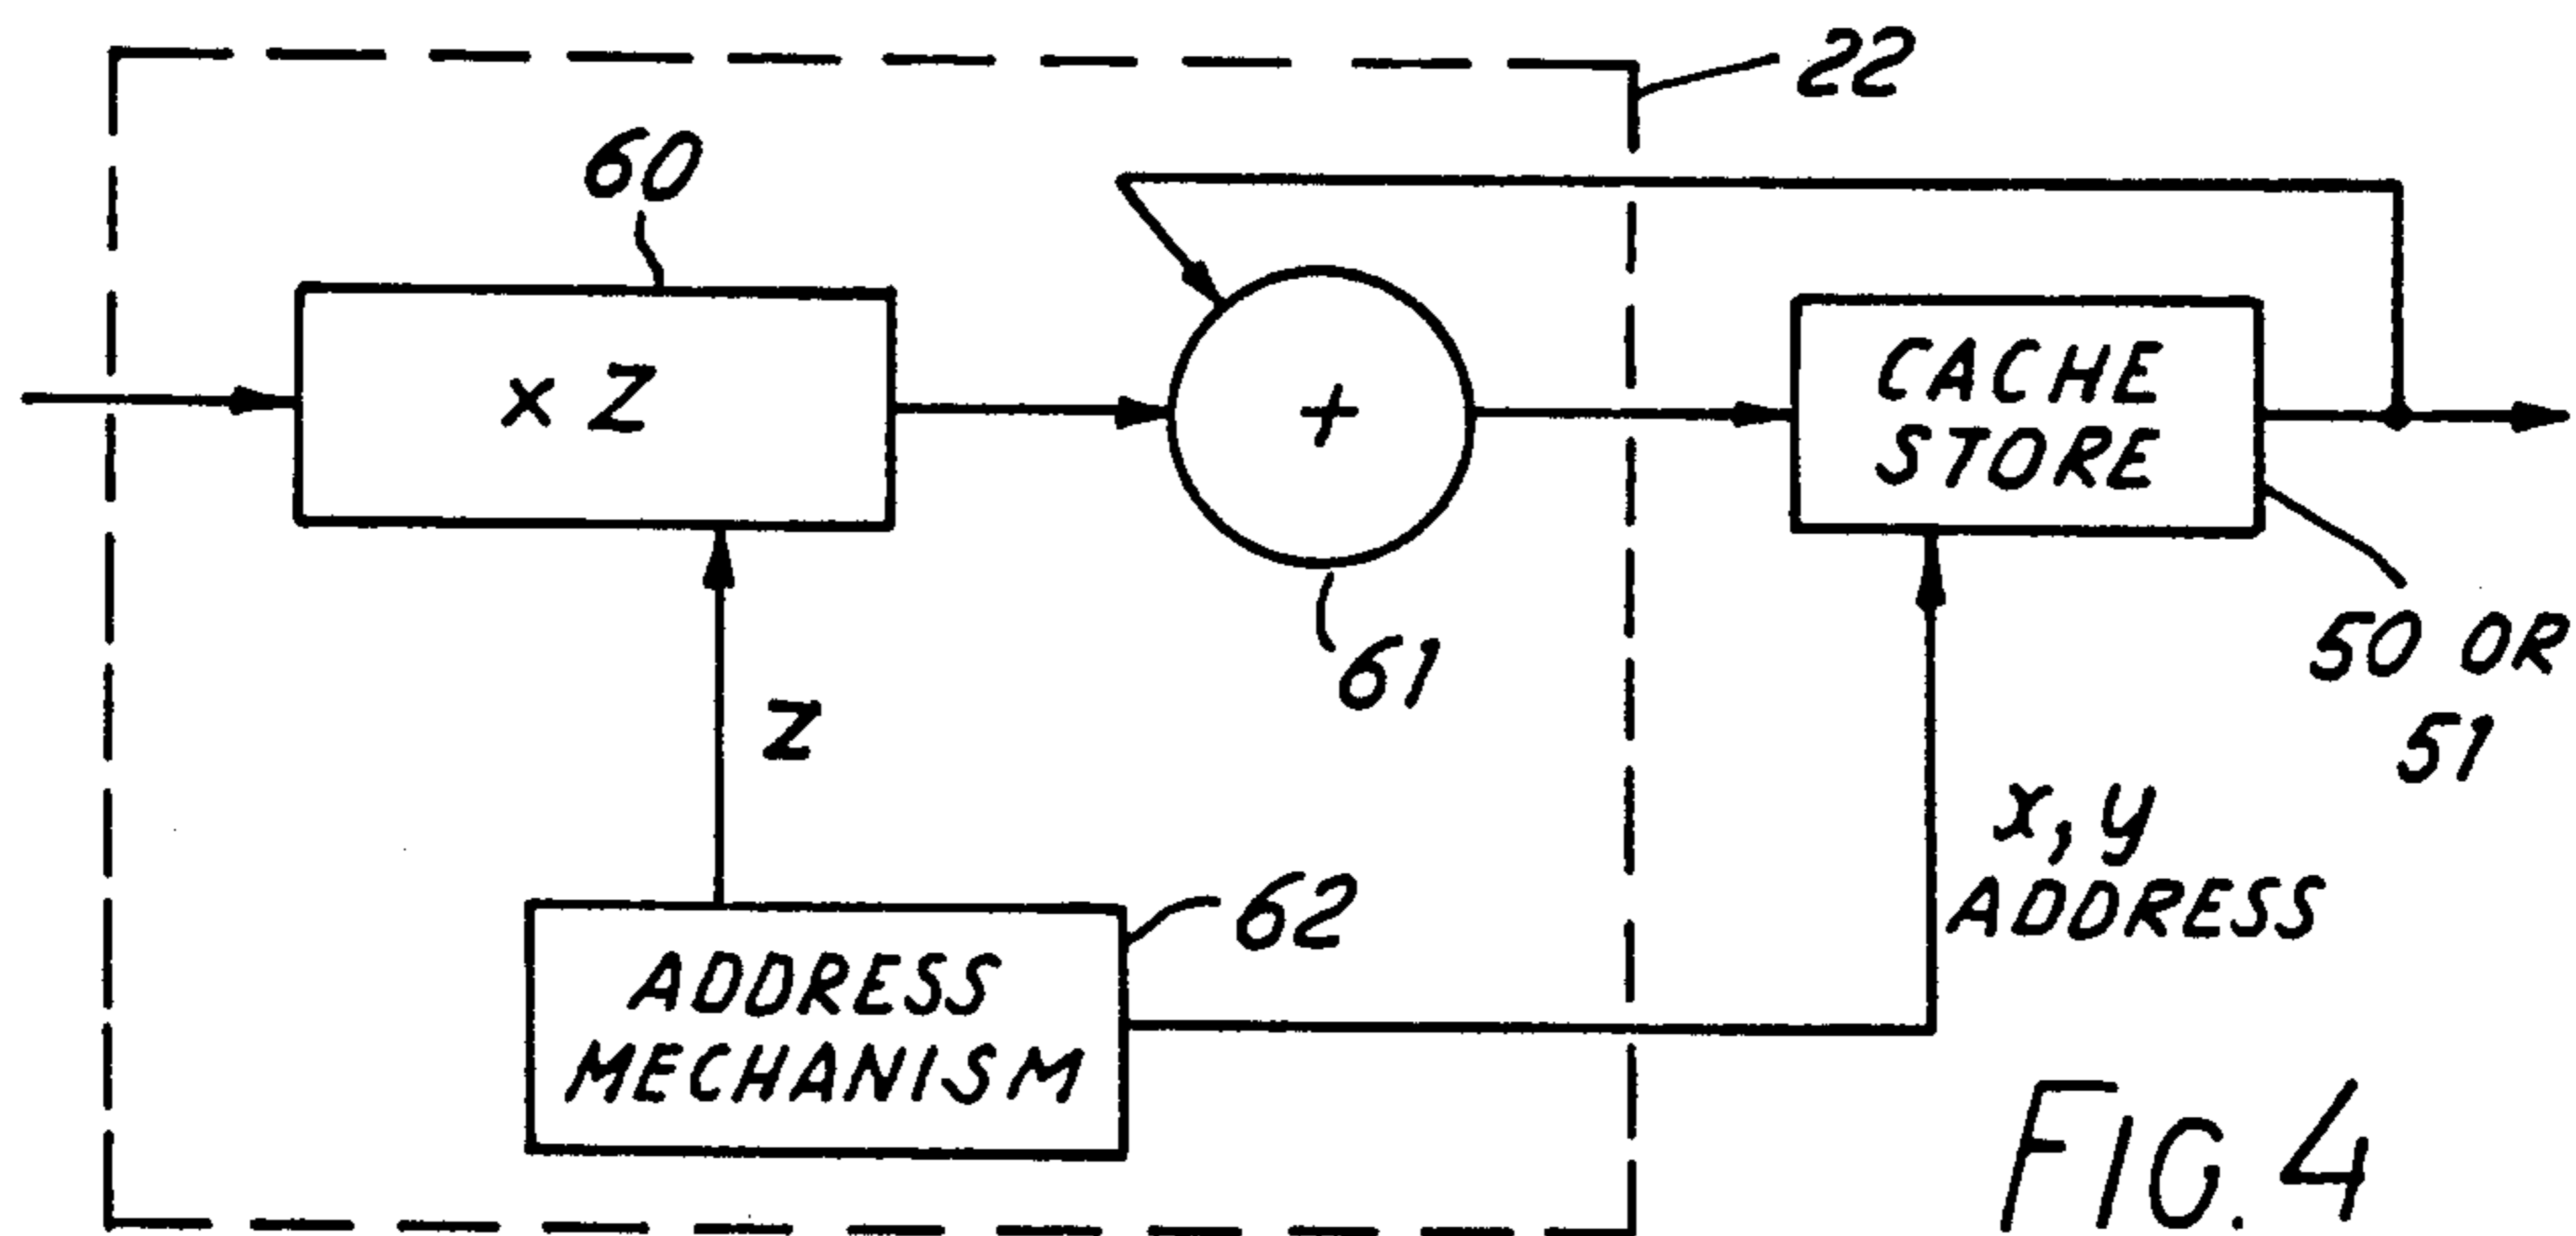 22
60
x Z
+
CACHE
STORE
61
50 OR
51
Z
x, y
ADDRESS
62
ADDRESS
MECHANISM
FIG. 4